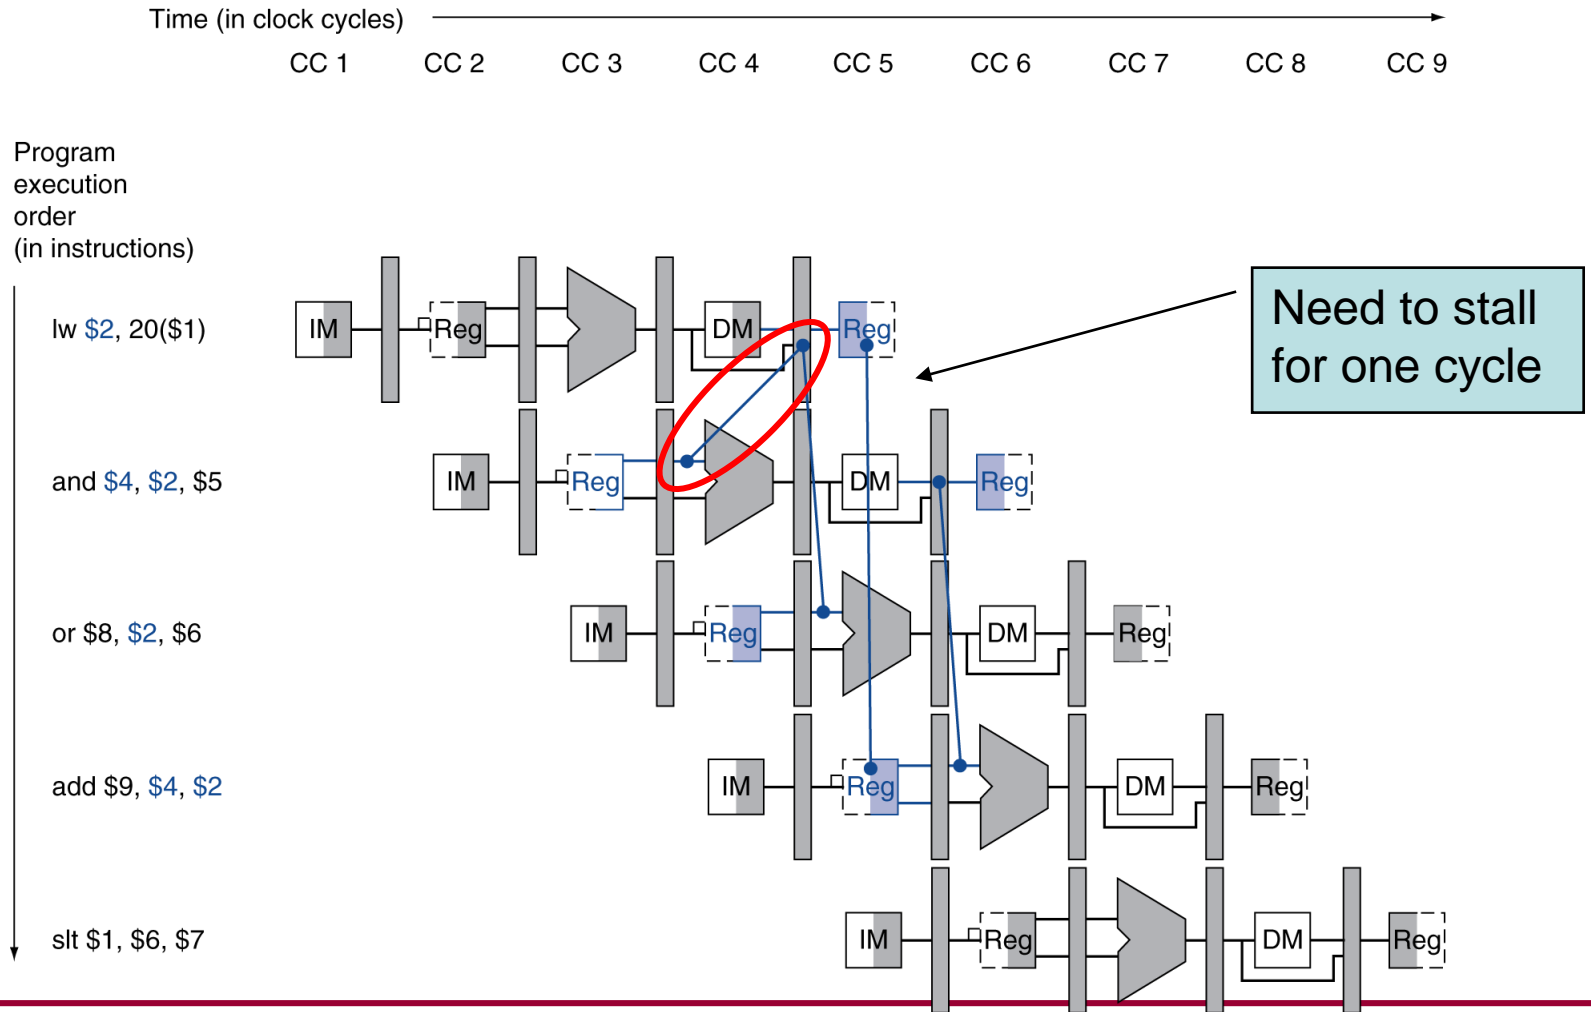 Time (in clock cycles)
CC 1 CC 2 CC 3 CC 4 CC 5 CC 6 CC 7 CC 8 CC 9
Program
execution
order
(in instructions)
Need to stall
for one cycle
lw $2, 20($1) IM Reg DM Reg
and $4, $2, $5 IM Reg DM Reg
or $8, $2, $6 IM Reg DM Reg
add $9, $4, $2 IM Reg DM Reg
slt $1, $6, $7 IM Reg DM Reg